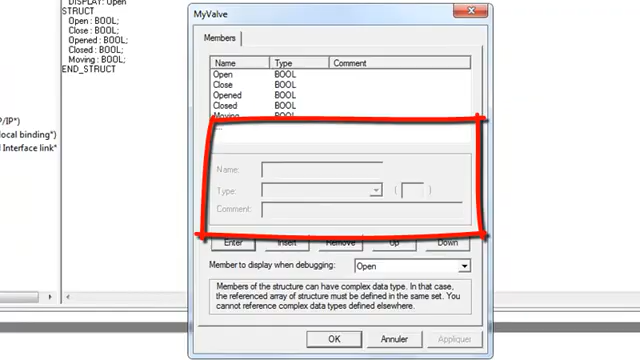 DISPLAY: Open
STRUCT
Open : BOOL;
Close : BOOL;
Opened : BOOL;
Closed : BOOL;
Moving : BOOL;
END_STRUCT
P/IP*)
local binding*)
l Interface link*
MyValve
Members
Name Type Comment
Open BOOL
Close BOOL
Opened BOOL
Closed BOOL
Moving BOOL
...
Name:
Type: ( )
Comment:
Enter Insert Remove Up Down
Member to display when debugging: Open
Members of the structure can have complex data type. In that case,
the referenced array of structure must be defined in the same set. You
cannot reference complex data types defined elsewhere.
OK Annuler Appliquer